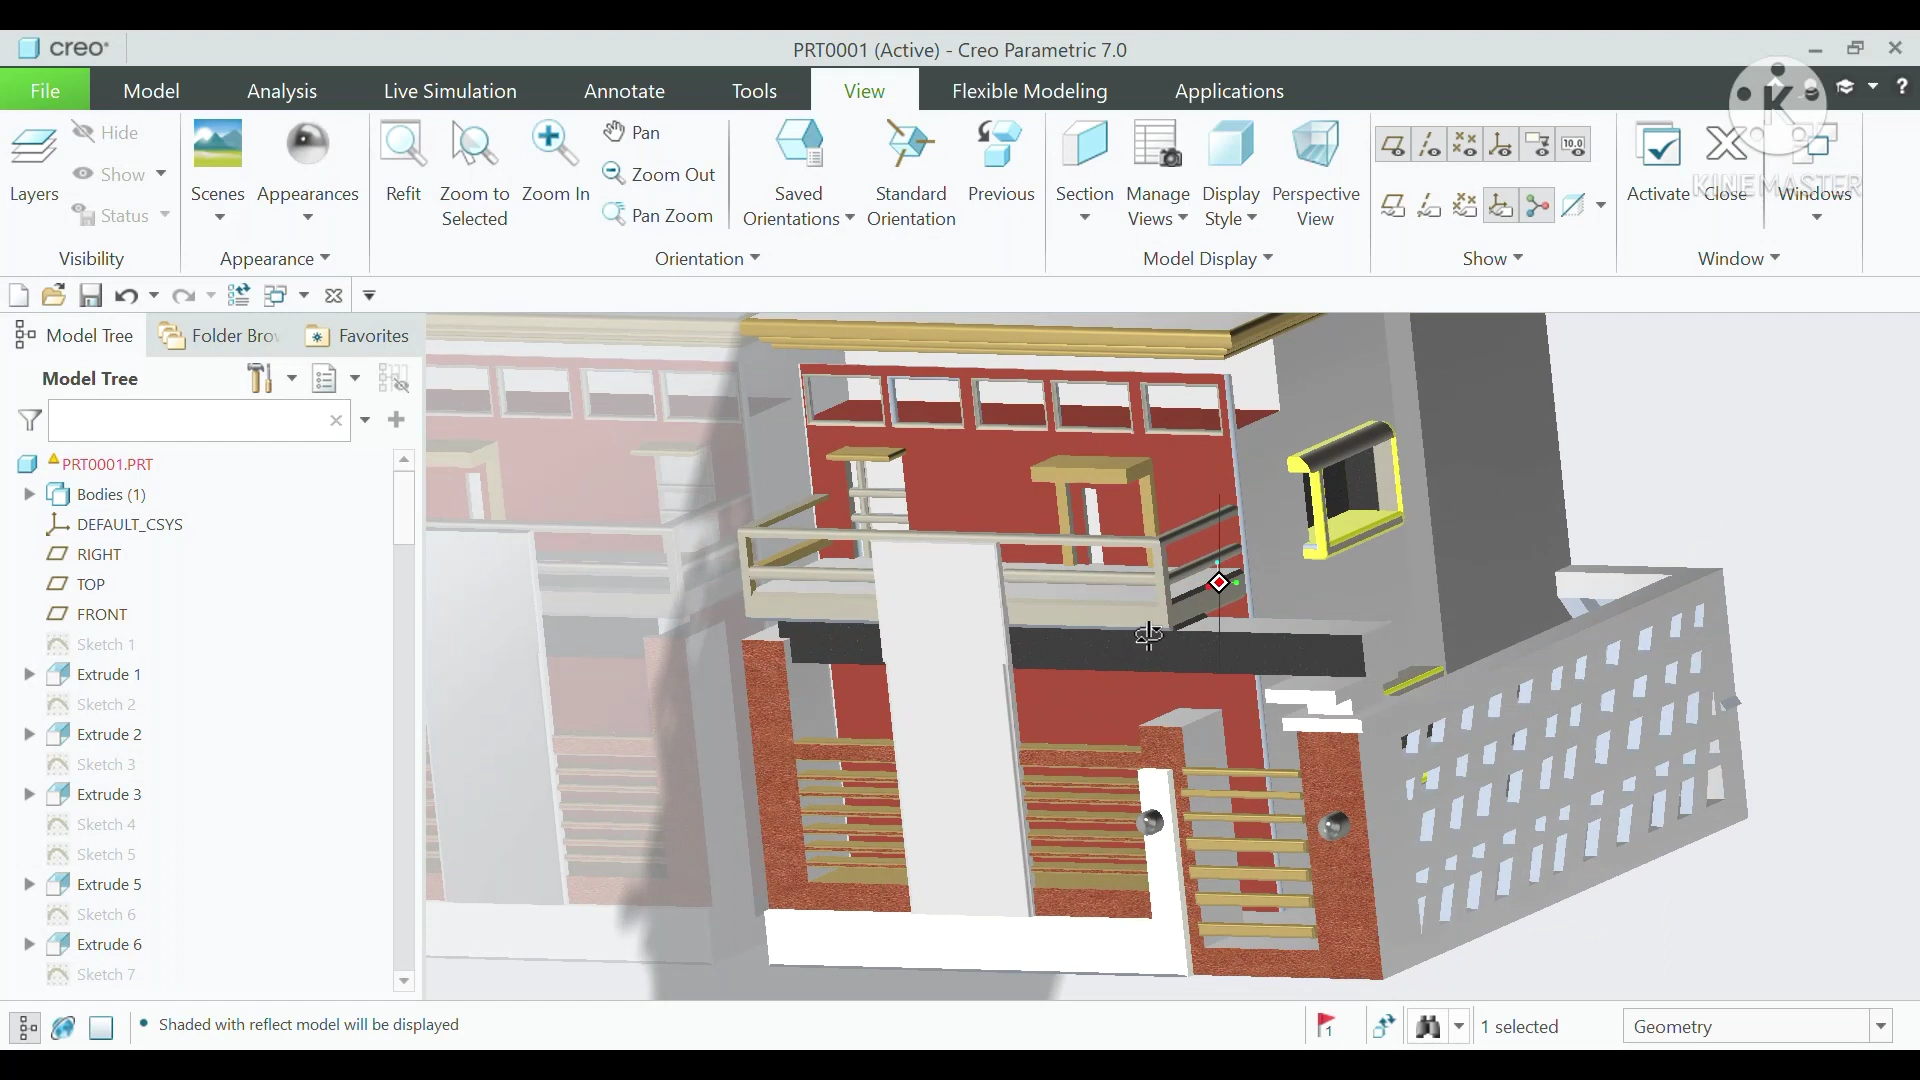 creo
PRT0001 (Active) - Creo Parametric 7.0
File Model Analysis Live Simulation Annotate Tools View Flexible Modeling Applications
Layers
Hide
Show
Status
Visibility
Scenes
Appearances
Appearance
Refit
Zoom to Selected
Zoom In
Pan
Zoom Out
Pan Zoom
Saved Orientations
Standard Orientation
Previous
Orientation
Section
Manage Views
Display Style
Perspective View
Model Display
10.0
Show
Activate
Close
Windows
Window
K
KINEMASTER
Model Tree
Folder Bro
Favorites
Model Tree
PRT0001.PRT
Bodies (1)
DEFAULT_CSYS
RIGHT
TOP
FRONT
Sketch 1
Extrude 1
Sketch 2
Extrude 2
Sketch 3
Extrude 3
Sketch 4
Sketch 5
Extrude 5
Sketch 6
Extrude 6
Sketch 7
Shaded with reflect model will be displayed
1
1 selected
Geometry